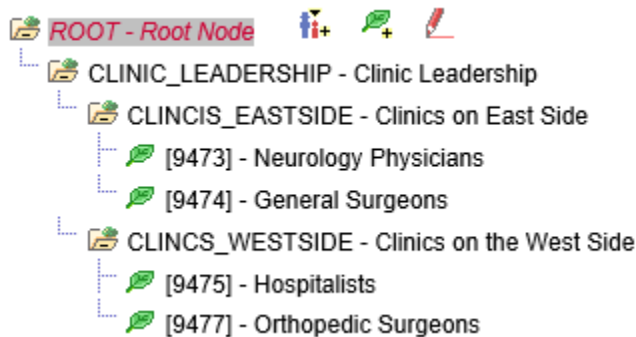 ROOT - Root Node
CLINIC_LEADERSHIP - Clinic Leadership
CLINCIS_EASTSIDE - Clinics on East Side
[9473] - Neurology Physicians
[9474] - General Surgeons
CLINCS_WESTSIDE - Clinics on the West Side
[9475] - Hospitalists
[9477] - Orthopedic Surgeons